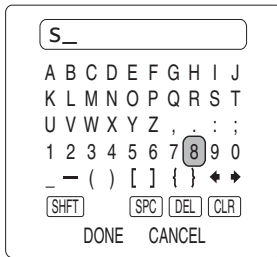 S_
A B C D E F G H I J
K L M N O P Q R S T
U V W X Y Z , . : ;
1 2 3 4 5 6 7 8 9 0
_ — ( ) [ ] { } ← →
SHFT SPC DEL CLR
DONE CANCEL